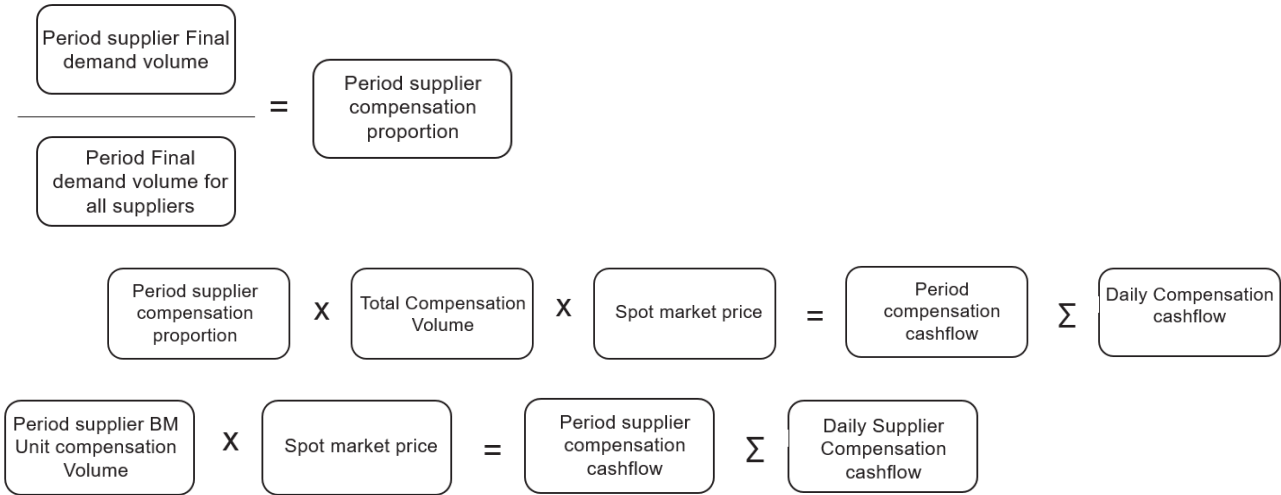 Period supplier Final
demand volume
=
Period supplier
compensation
proportion
Period Final
demand volume for
all suppliers
Period supplier
compensation
proportion
x
Total Compensation
Volume
x
Spot market price
=
Period
compensation
cashflow
Σ
Daily Compensation
cashflow
Period supplier BM
Unit compensation
Volume
x
Spot market price
=
Period supplier
compensation
cashflow
Σ
Daily Supplier
Compensation
cashflow